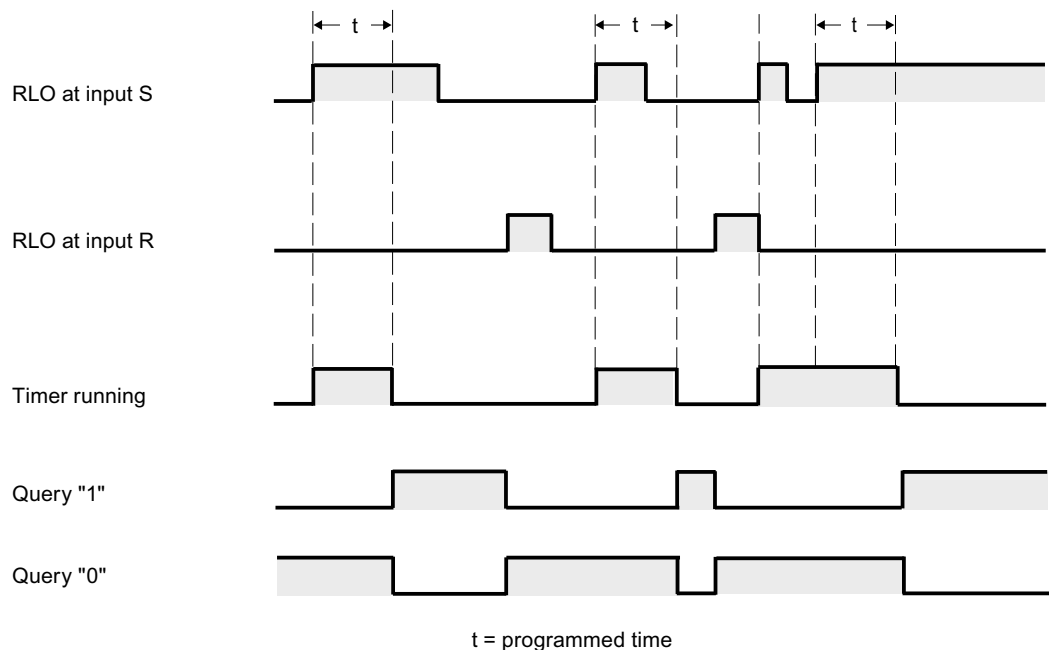 t t t
RLO at input S
RLO at input R
Timer running
Query "1"
Query "0"
t = programmed time